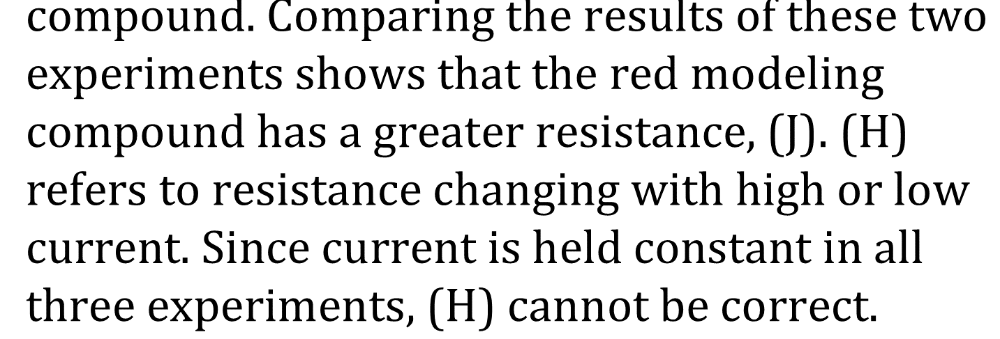 compound. Comparing the results of these two
experiments shows that the red modeling
compound has a greater resistance, (J). (H)
refers to resistance changing with high or low
current. Since current is held constant in all
three experiments, (H) cannot be correct.